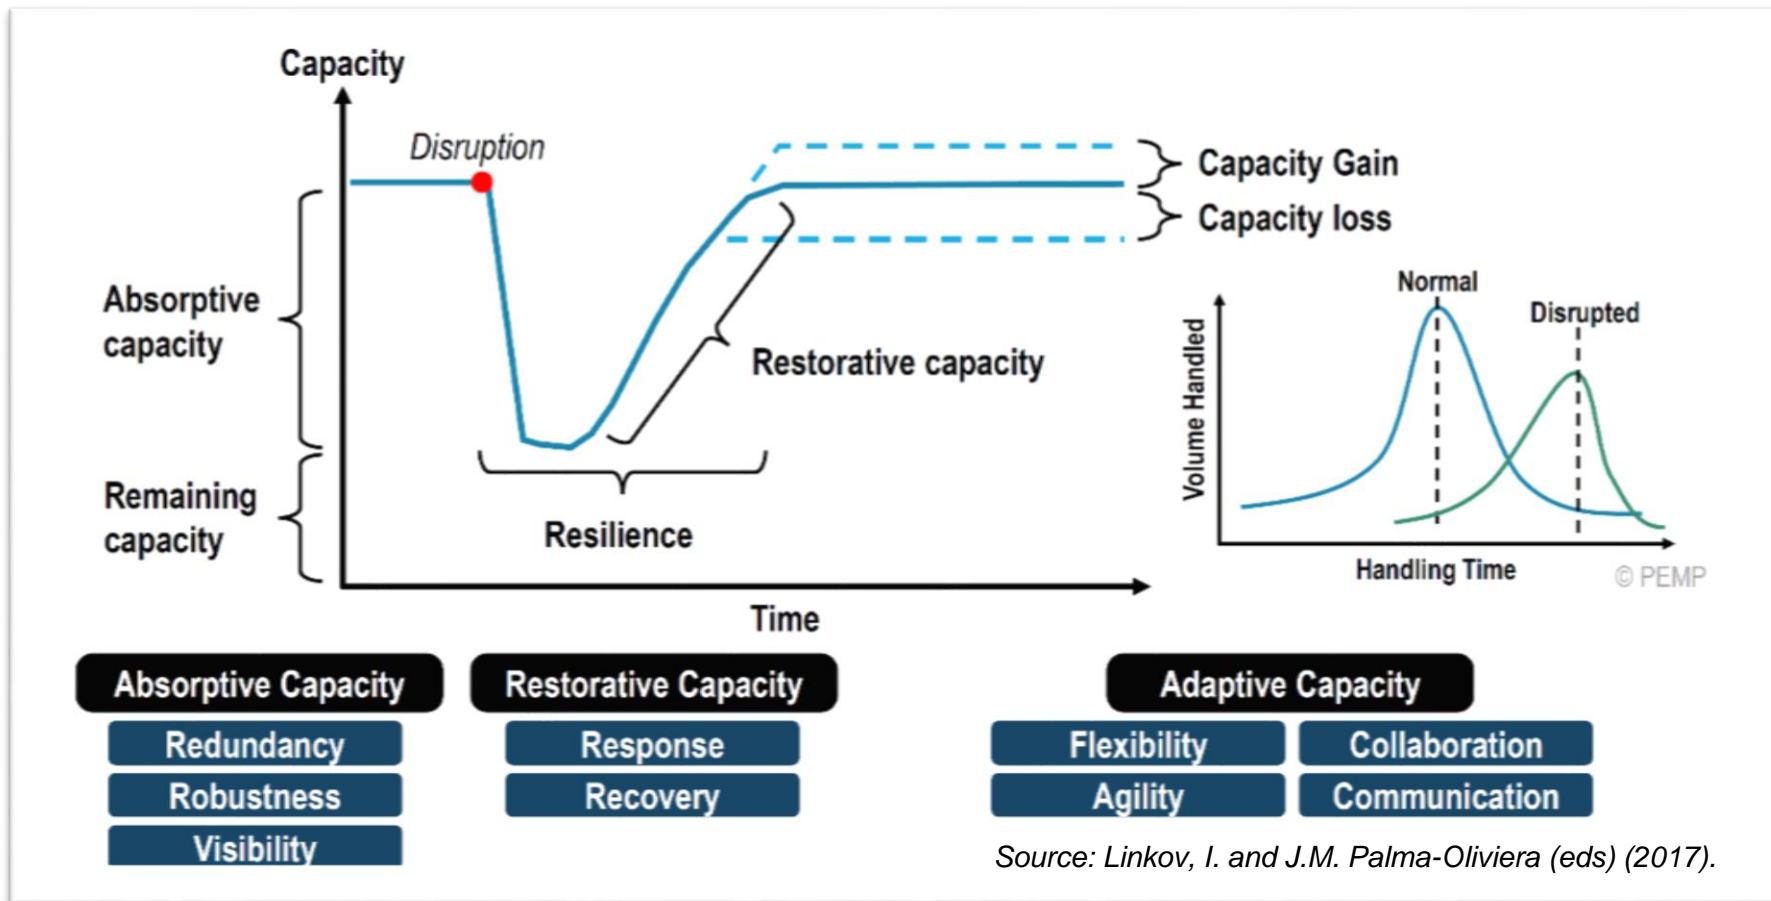 Capacity
Disruption
Capacity Gain
Capacity loss
Absorptive
capacity
Restorative capacity
Remaining
capacity
Resilience
Time
Normal
Disrupted
Volume Handled
Handling Time
© PEMP
Absorptive Capacity
Redundancy
Robustness
Visibility
Restorative Capacity
Response
Recovery
Adaptive Capacity
Flexibility
Collaboration
Agility
Communication
Source: Linkov, I. and J.M. Palma-Oliviera (eds) (2017).